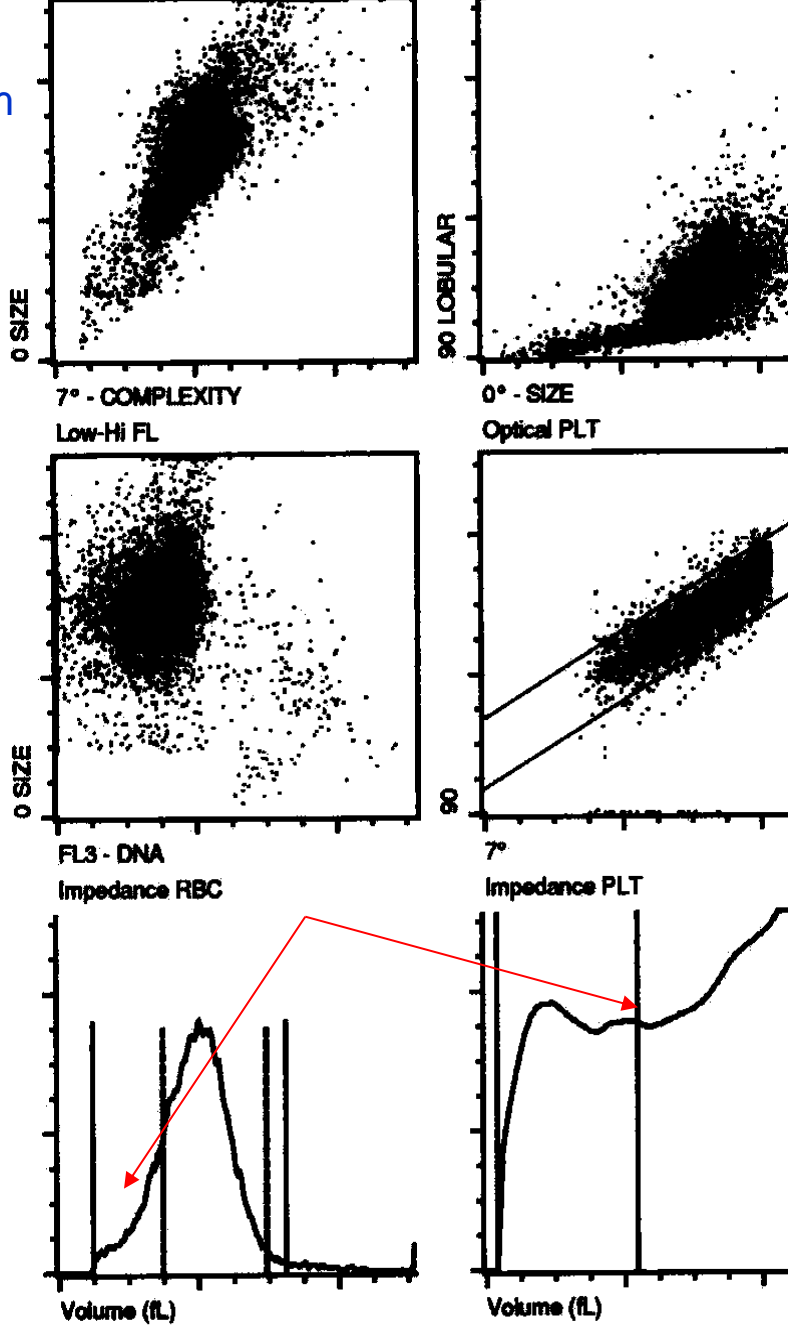 n
0 SIZE
7° - COMPLEXITY
90 LOBULAR
0° - SIZE
Low-Hi FL
0 SIZE
FL3 - DNA
Optical PLT
90
7°
Impedance RBC
Volume (fL)
Impedance PLT
Volume (fL)